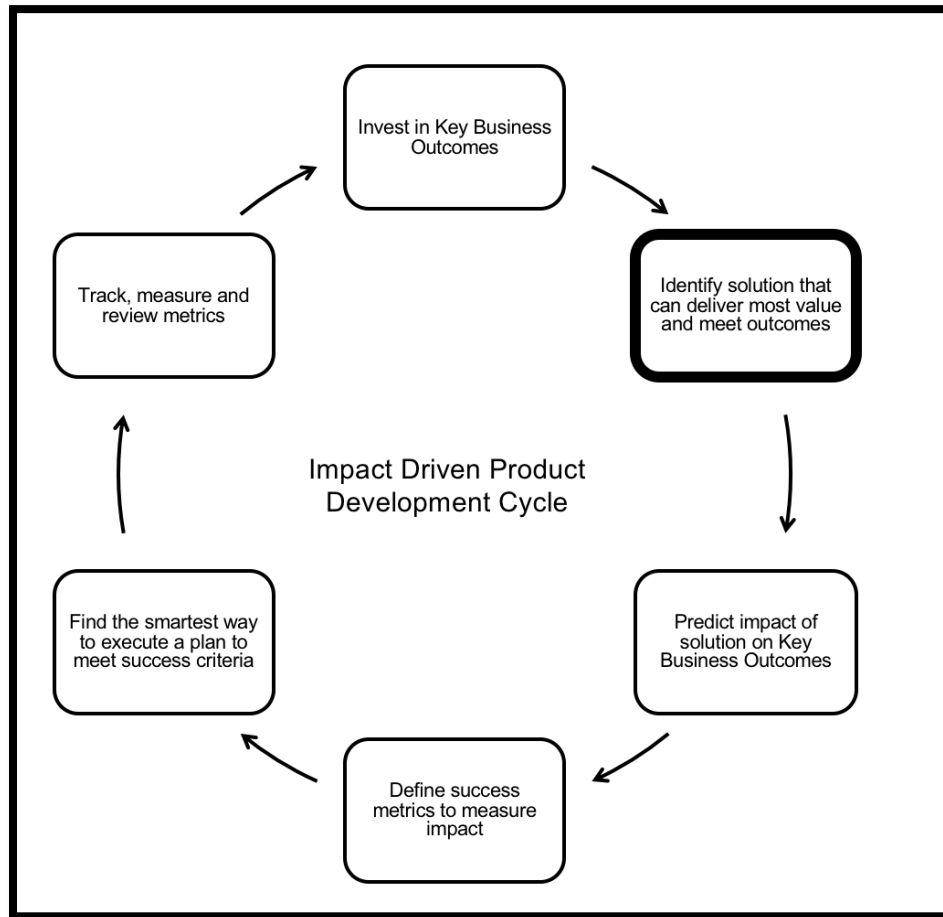 Invest in Key Business
Outcomes
Identify solution that
can deliver most value
and meet outcomes
Predict impact of
solution on Key
Business Outcomes
Define success
metrics to measure
impact
Find the smartest way
to execute a plan to
meet success criteria
Track, measure and
review metrics
Impact Driven Product
Development Cycle